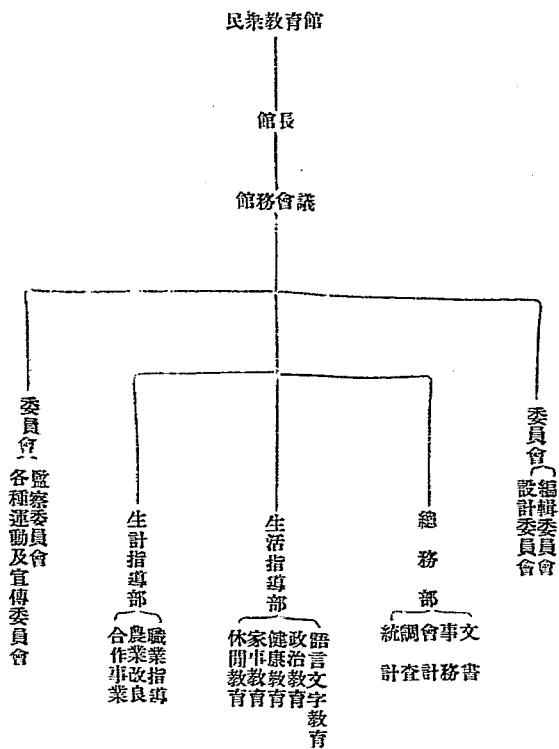 民衆教育館
館長
館務會議
委員會
編輯委員會
設計委員會
總務部
文書
事務
會計
調查
統計
生活指導部
語言文字教育
政治教育
健康教育
家事教育
休閒教育
生計指導部
職業指導
農業改良
合作事業
委員會
監察委員會
各種運動及宣傳委員會